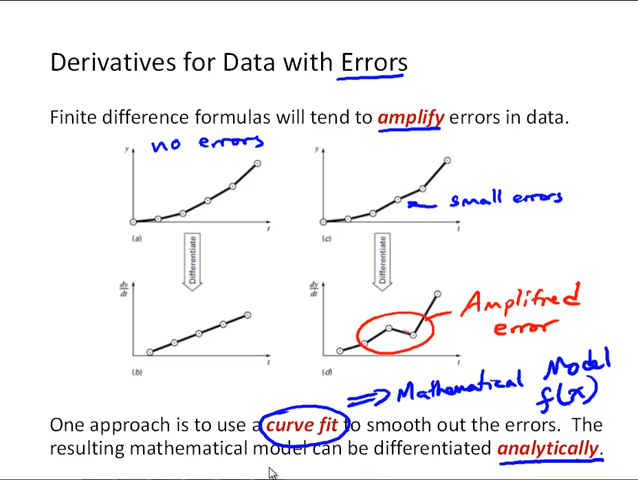 Derivatives for Data with Errors
Finite difference formulas will tend to amplify errors in data.
no errors
y
y
small errors
t
t
(a)
(c)
Differentiate
Differentiate
dy
dt
dy
dt
Amplifred
error
t
t
(b)
(d)
⇒ Mathematical Model
f(x)
One approach is to use a curve fit to smooth out the errors. The
resulting mathematical model can be differentiated analytically.